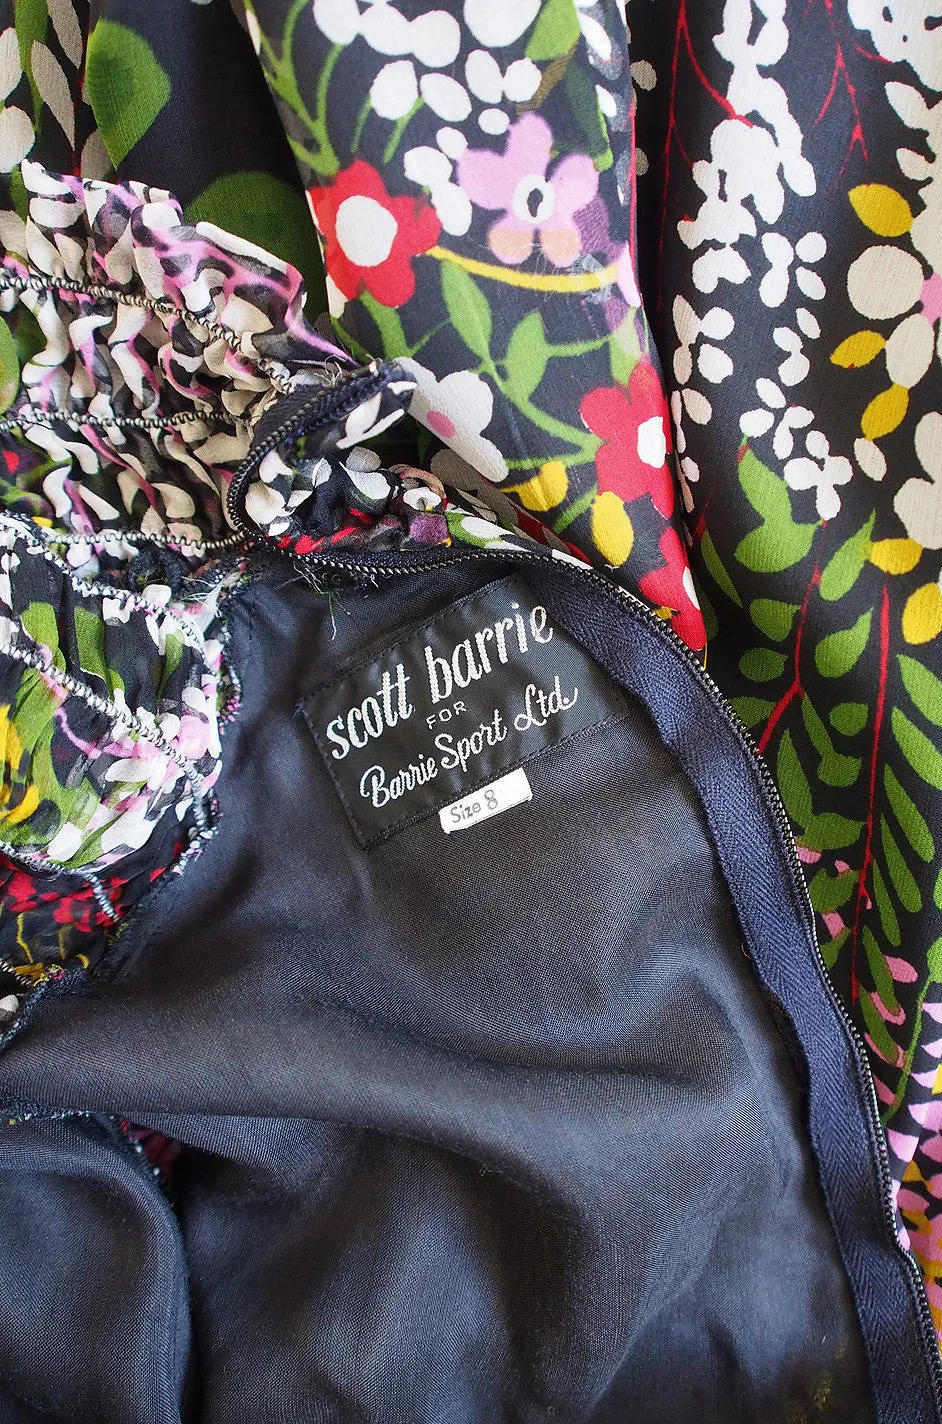 scott barrie
FOR
Barrie Sport Ltd.
Size 8